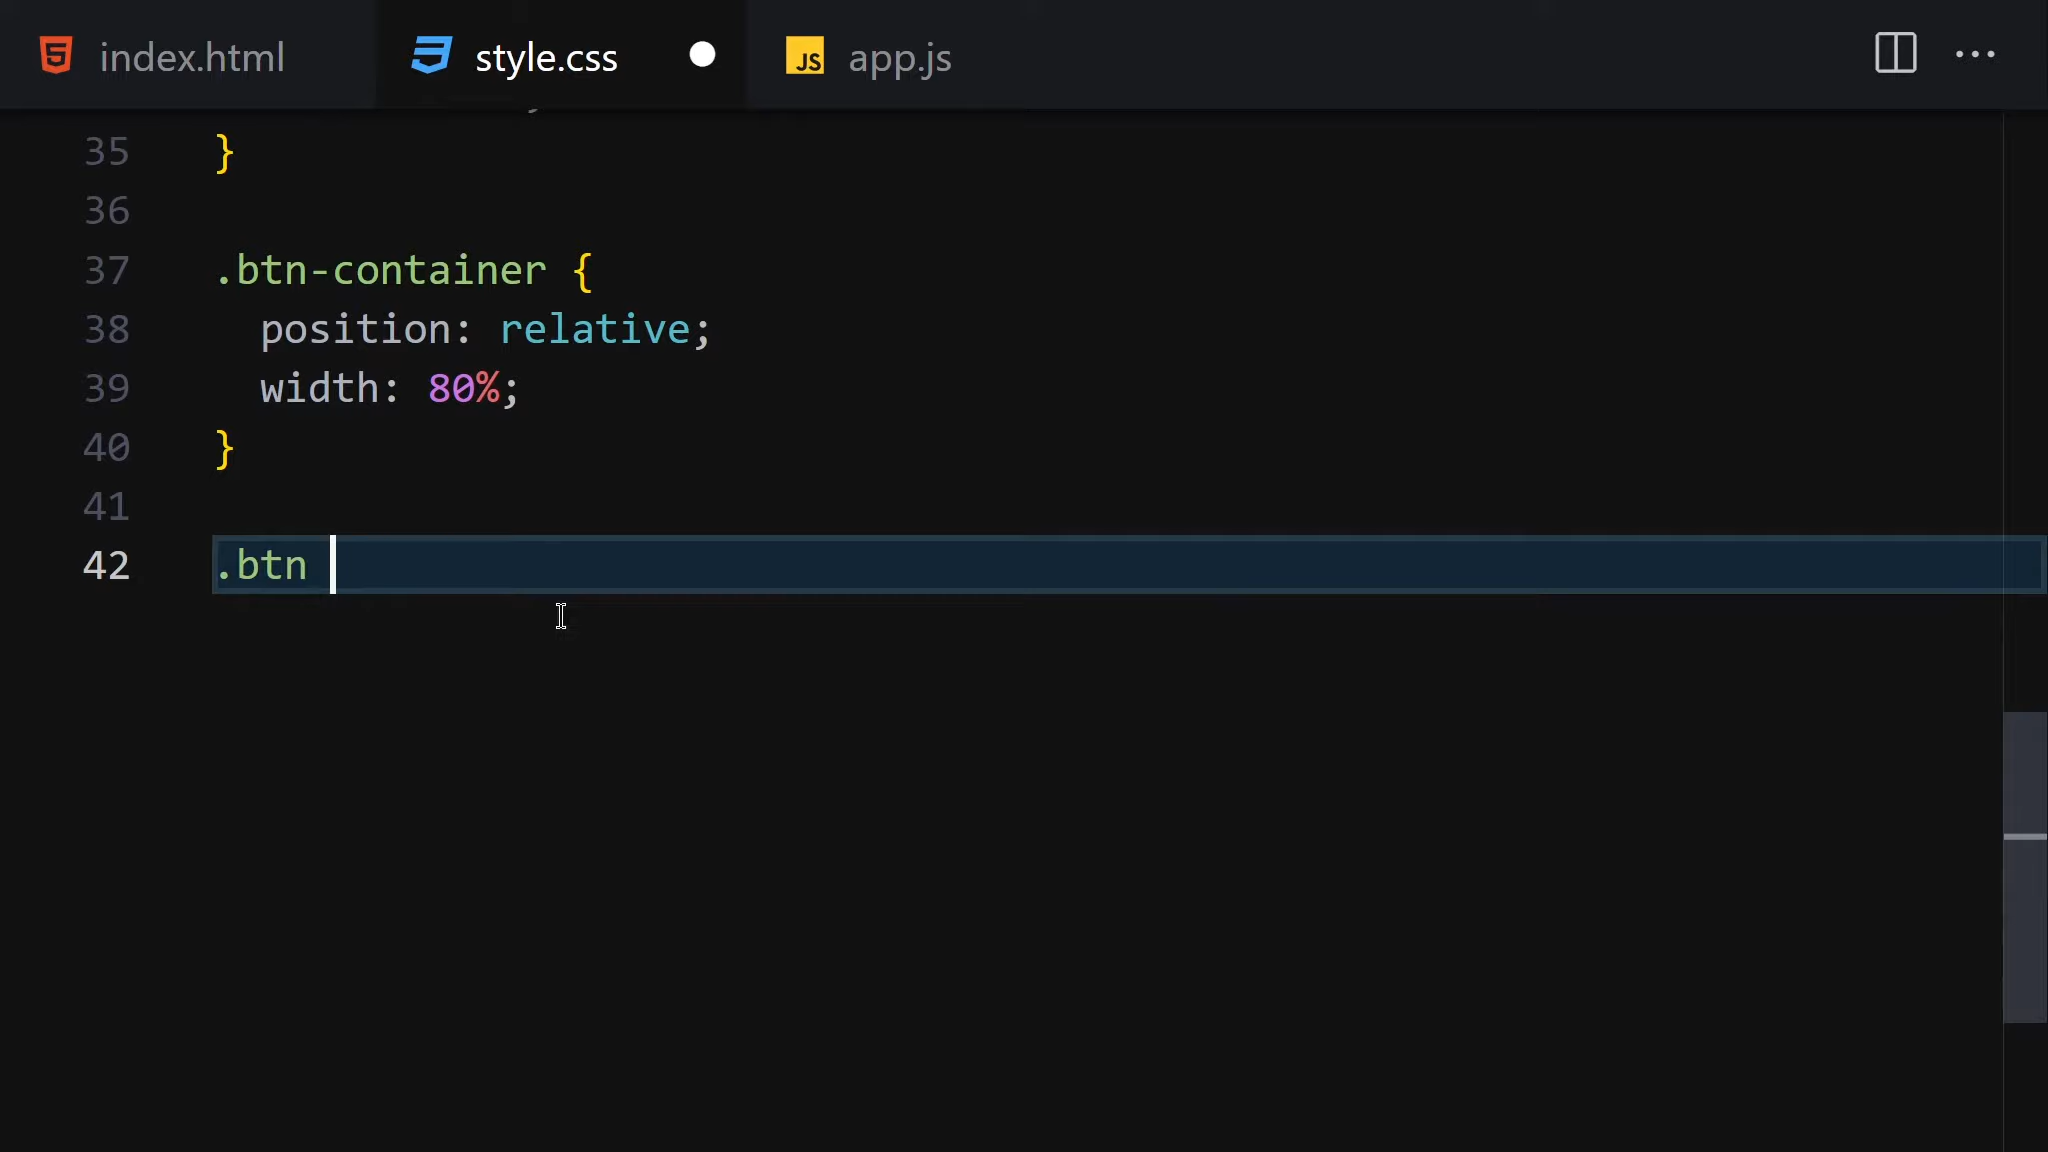 index.html style.css JS app.js
35 }
36
37 .btn-container {
38 position: relative;
39 width: 80%;
40 }
41
42 .btn